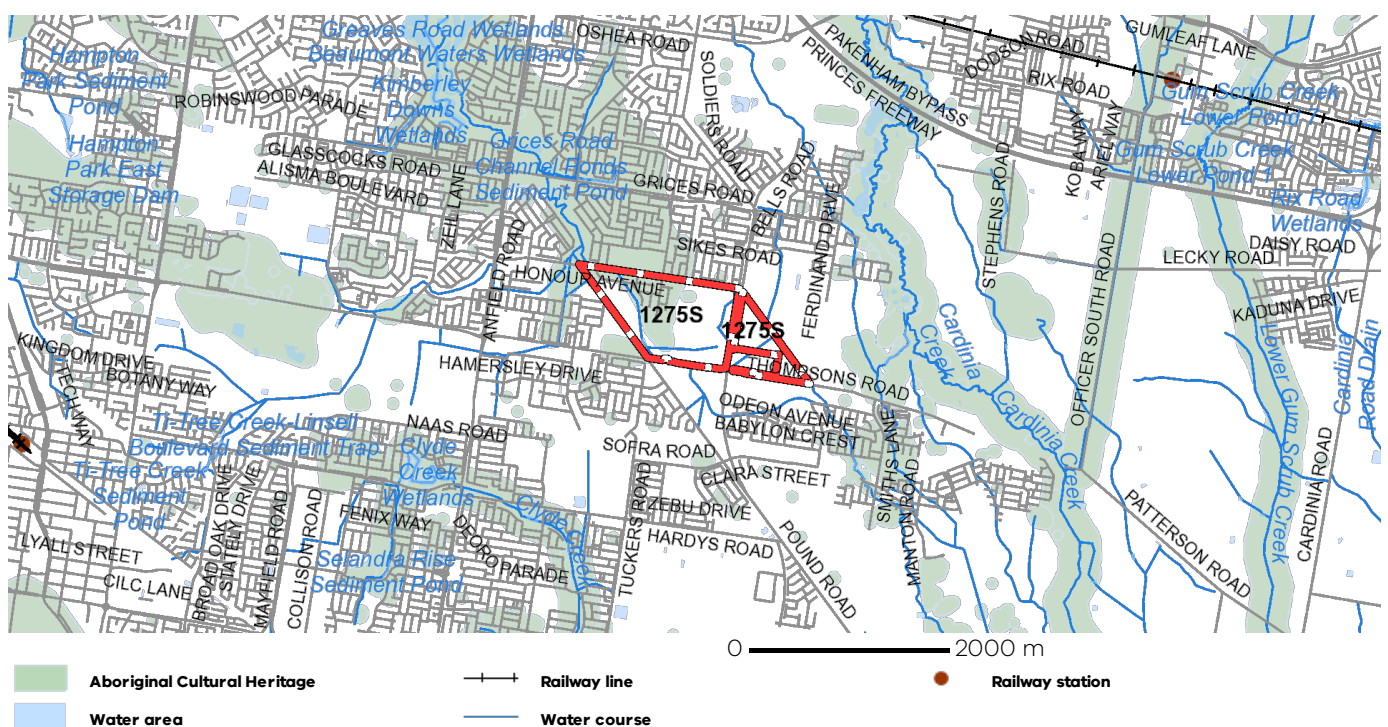 Greaves Road Wetlands
Beaumont Waters Wetlands
OSHEA ROAD
Hampton
Park Sediment
Pond
Kimberley
Downs
Wetlands
ROBINSWOOD PARADE
SOLDIERS ROAD
PAKENHAM BYPASS
PRINCES FREEWAY
DODSON ROAD
GUMLEAF LANE
RIX ROAD
Gum Scrub Creek
Lower Pond
Hampton
Park East
Storage Dam
GLASSCOCKS ROAD
ALISMA BOULEVARD
ZEIL LANE
Grices Road
Channel Ponds
Sediment Pond
GRICES ROAD
BELLS ROAD
FERDINAND DRIVE
STEPHENS ROAD
KOBA WAY
ARIEL WAY
Gum Scrub Creek
Lower Pond 1
Rix Road
Wetlands
DAISY ROAD
LECKY ROAD
KADUNA DRIVE
SIKES ROAD
HONOUR AVENUE
ANFIELD ROAD
1275S
1275S
OFFICER SOUTH ROAD
Cardinia
Creek
Cardinia Creek
Lower Gum Scrub Creek
Cardinia
Road Drain
CARDINIA ROAD
KINGDOM DRIVE
BOTANY WAY
TECH WAY
HAMERSLEY DRIVE
THOMPSONS ROAD
ODEON AVENUE
BABYLON CREST
NAAS ROAD
SOFRA ROAD
CLARA STREET
SMITHS LANE
MANTON ROAD
Ti-Tree Creek-Linsell
Boulevard Sediment Trap
Ti-Tree Creek
Sediment
Pond
Clyde
Creek
Wetlands
Clyde Creek
TUCKERS ROAD
RZEBU DRIVE
HARDYS ROAD
POUND ROAD
PATTERSON ROAD
FENIX WAY
DEORO PARADE
Selandra Rise
Sediment Pond
LYALL STREET
CILC LANE
BROAD OAK DRIVE
STATELY DRIVE
MAYFIELD ROAD
COLLISON ROAD
0 2000 m
Aboriginal Cultural Heritage
Railway line
Railway station
Water area
Water course